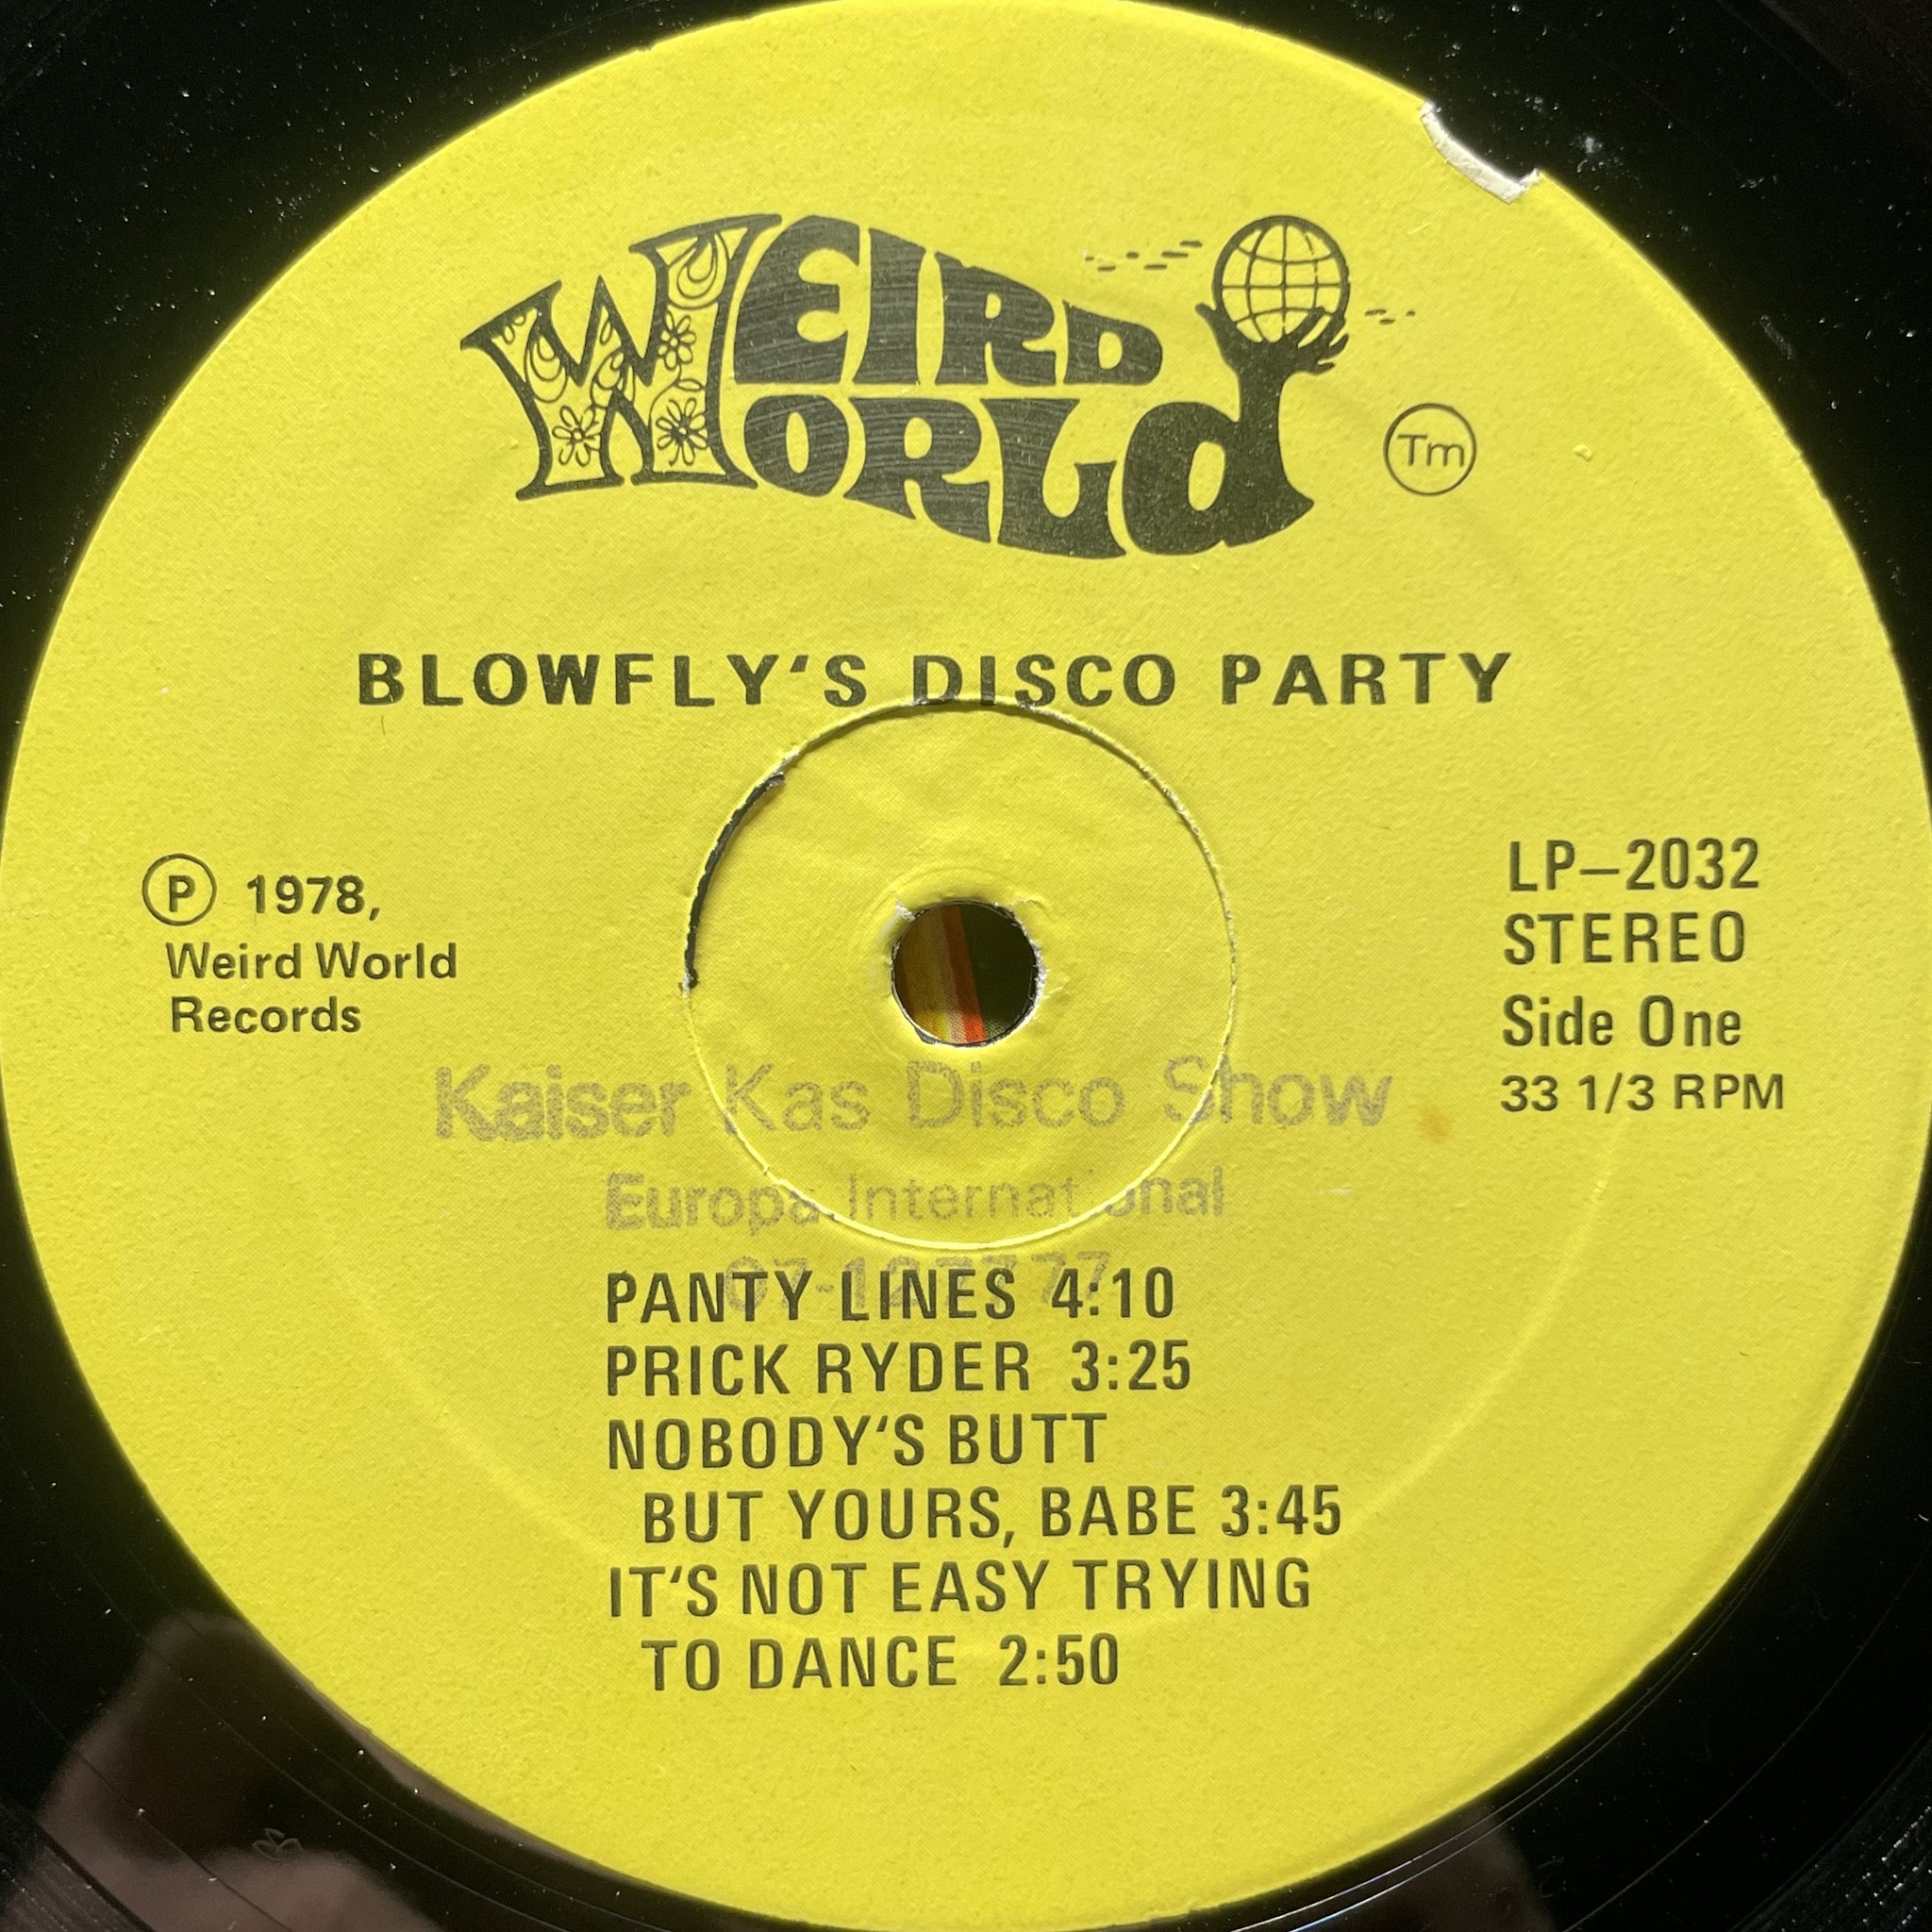 WEIRD
WORLD
Tm
BLOWFLY'S DISCO PARTY
℗ 1978,
Weird World
Records
LP-2032
STEREO
Side One
33 1/3 RPM
Kaiser Kas Disco Show
Europa International
PANTY LINES 4:10
PRICK RYDER 3:25
NOBODY'S BUTT
BUT YOURS, BABE 3:45
IT'S NOT EASY TRYING
TO DANCE 2:50